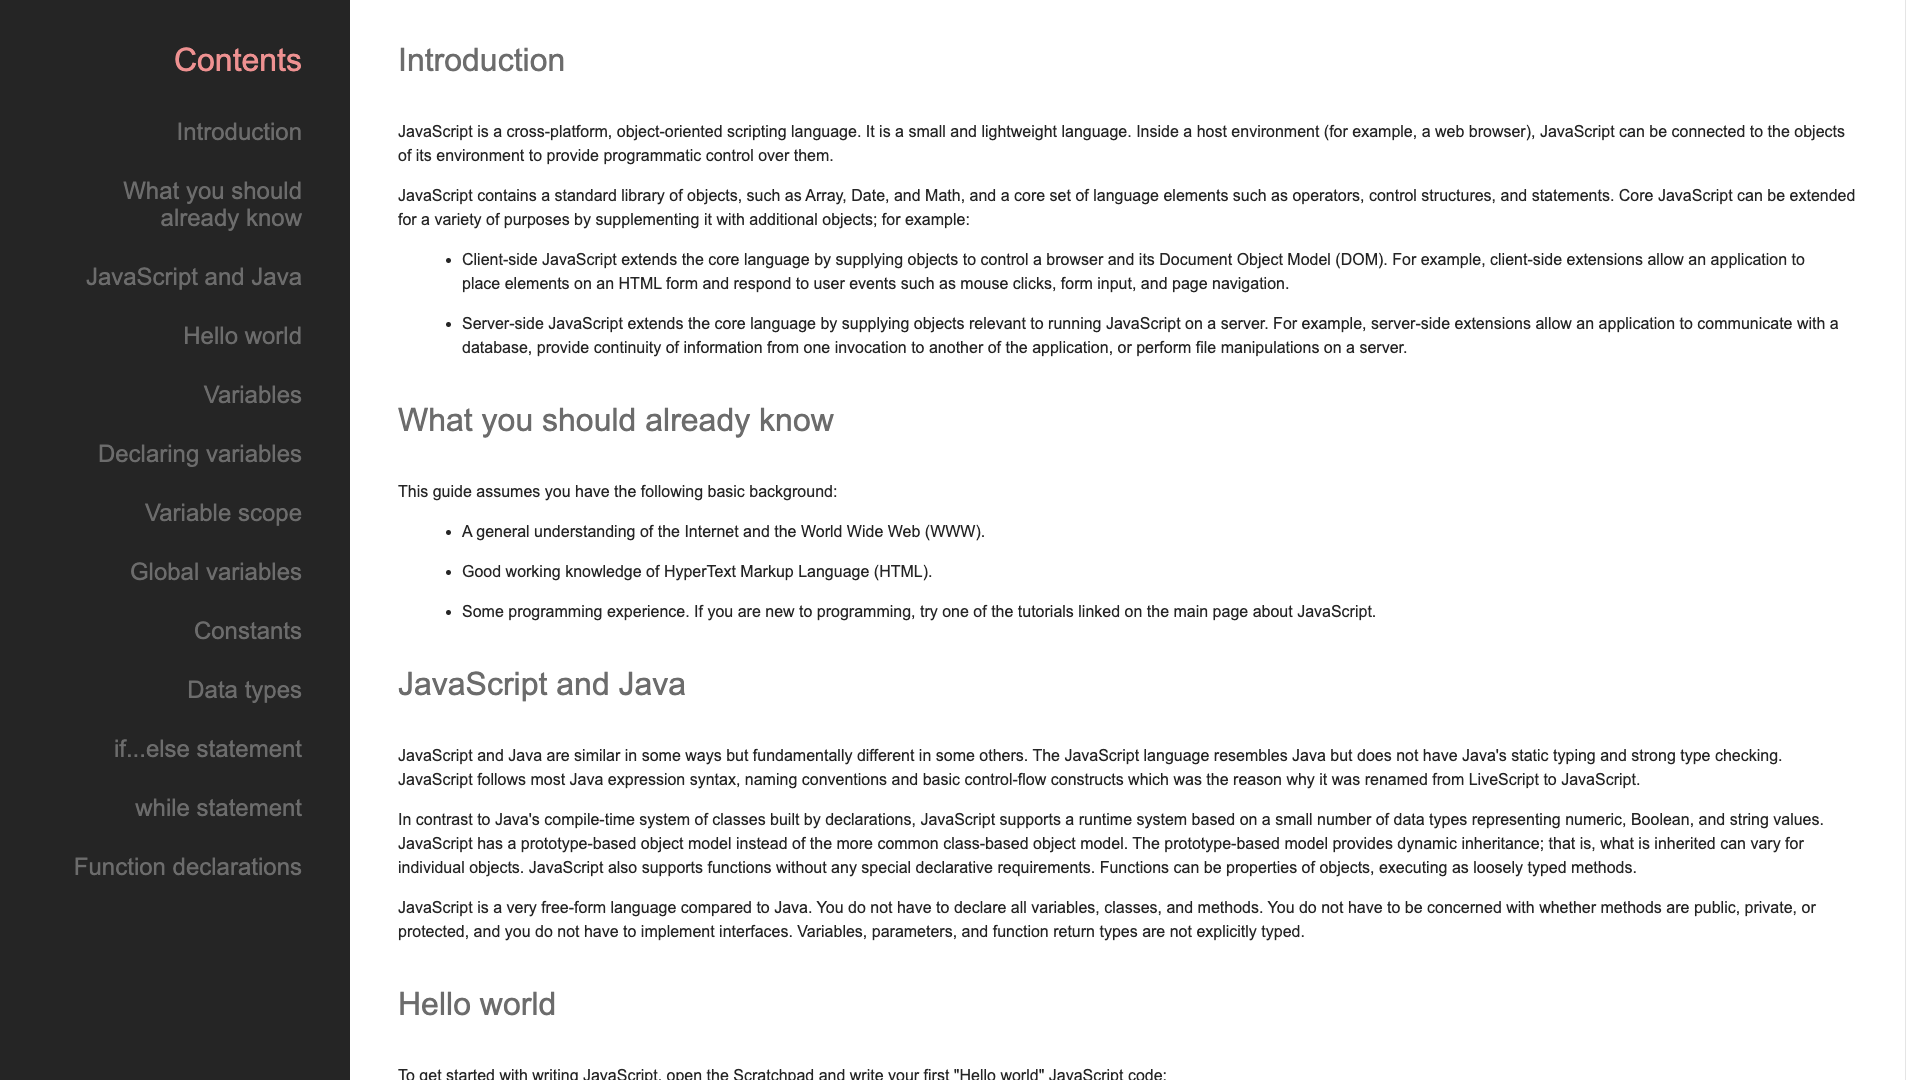 Contents
Introduction
What you should
already know
JavaScript and Java
Hello world
Variables
Declaring variables
Variable scope
Global variables
Constants
Data types
if...else statement
while statement
Function declarations
Introduction
JavaScript is a cross-platform, object-oriented scripting language. It is a small and lightweight language. Inside a host environment (for example, a web browser), JavaScript can be connected to the objects
of its environment to provide programmatic control over them.
JavaScript contains a standard library of objects, such as Array, Date, and Math, and a core set of language elements such as operators, control structures, and statements. Core JavaScript can be extended
for a variety of purposes by supplementing it with additional objects; for example:
• Client-side JavaScript extends the core language by supplying objects to control a browser and its Document Object Model (DOM). For example, client-side extensions allow an application to
place elements on an HTML form and respond to user events such as mouse clicks, form input, and page navigation.
• Server-side JavaScript extends the core language by supplying objects relevant to running JavaScript on a server. For example, server-side extensions allow an application to communicate with a
database, provide continuity of information from one invocation to another of the application, or perform file manipulations on a server.
What you should already know
This guide assumes you have the following basic background:
• A general understanding of the Internet and the World Wide Web (WWW).
• Good working knowledge of HyperText Markup Language (HTML).
• Some programming experience. If you are new to programming, try one of the tutorials linked on the main page about JavaScript.
JavaScript and Java
JavaScript and Java are similar in some ways but fundamentally different in some others. The JavaScript language resembles Java but does not have Java's static typing and strong type checking.
JavaScript follows most Java expression syntax, naming conventions and basic control-flow constructs which was the reason why it was renamed from LiveScript to JavaScript.
In contrast to Java's compile-time system of classes built by declarations, JavaScript supports a runtime system based on a small number of data types representing numeric, Boolean, and string values.
JavaScript has a prototype-based object model instead of the more common class-based object model. The prototype-based model provides dynamic inheritance; that is, what is inherited can vary for
individual objects. JavaScript also supports functions without any special declarative requirements. Functions can be properties of objects, executing as loosely typed methods.
JavaScript is a very free-form language compared to Java. You do not have to declare all variables, classes, and methods. You do not have to be concerned with whether methods are public, private, or
protected, and you do not have to implement interfaces. Variables, parameters, and function return types are not explicitly typed.
Hello world
To get started with writing JavaScript, open the Scratchpad and write your first "Hello world" JavaScript code: